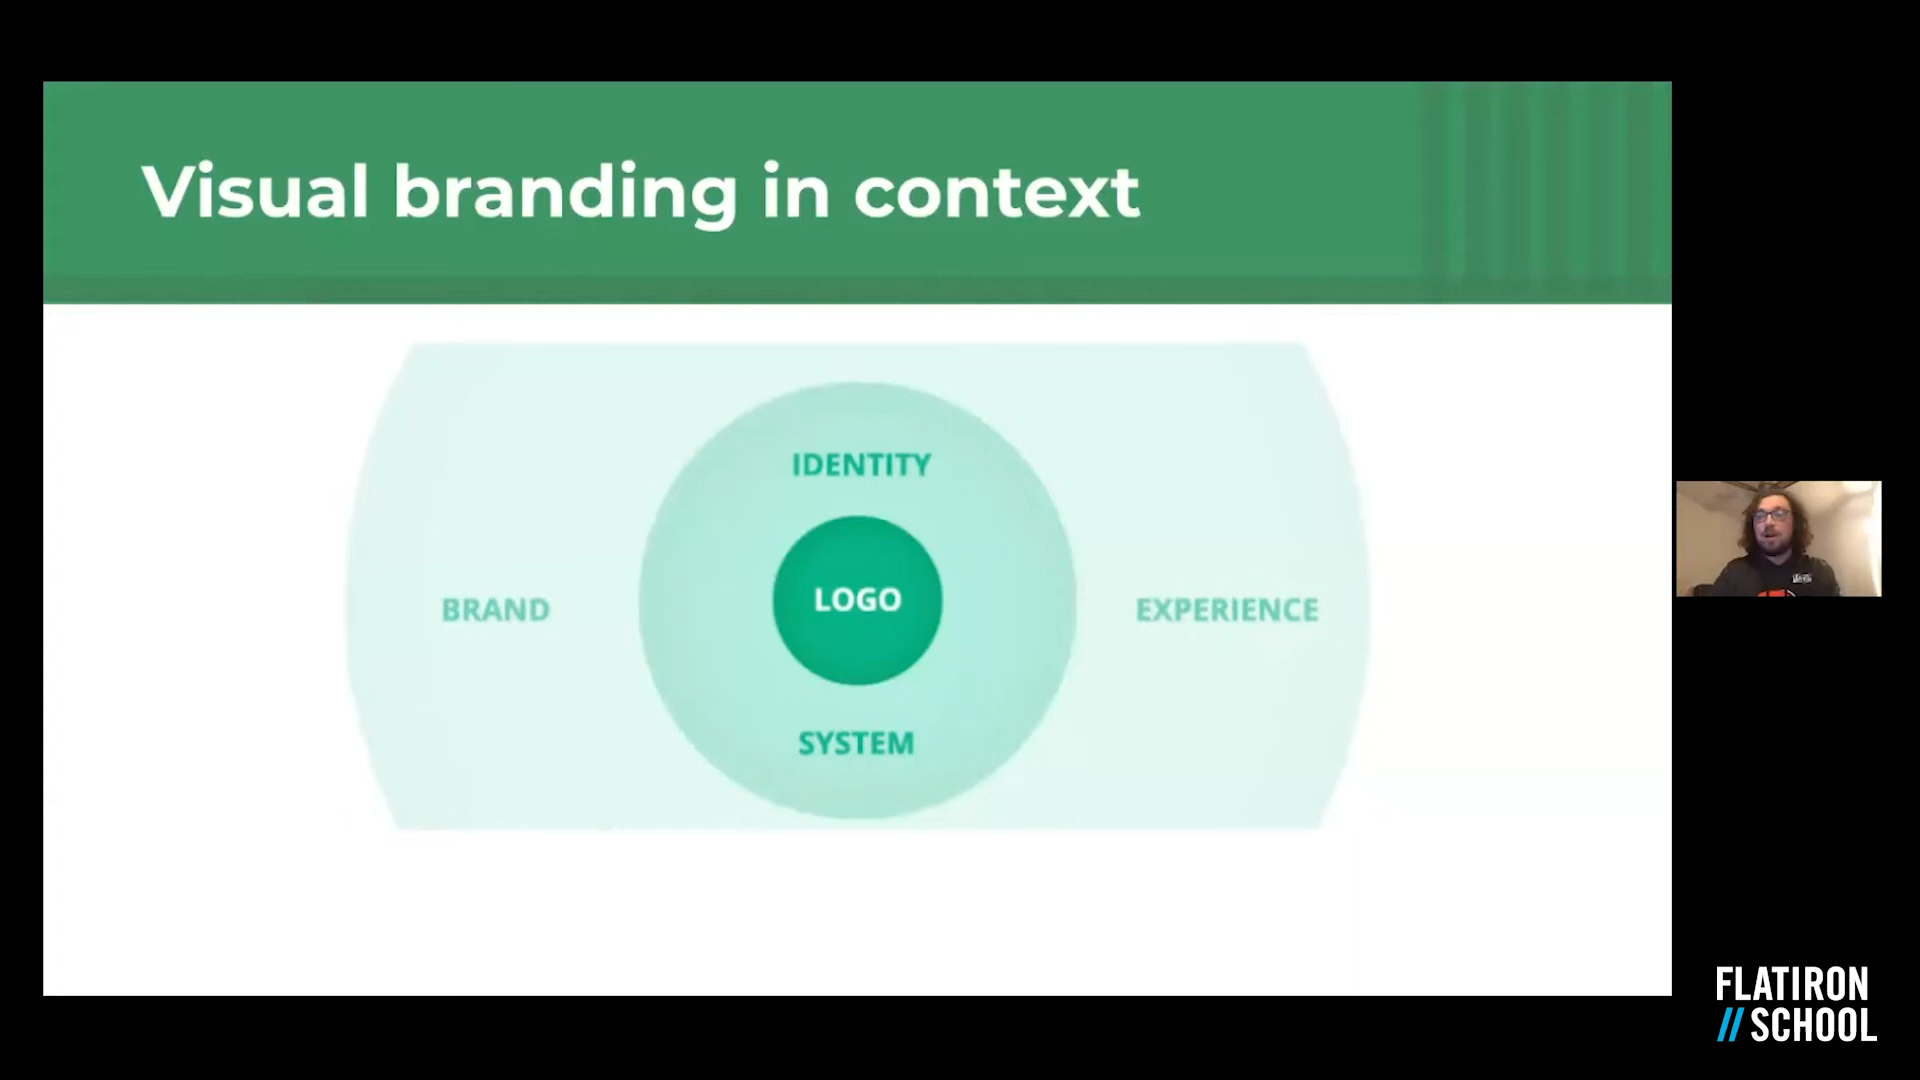 Visual branding in context
IDENTITY
BRAND
LOGO
EXPERIENCE
SYSTEM
FLATIRON
// SCHOOL